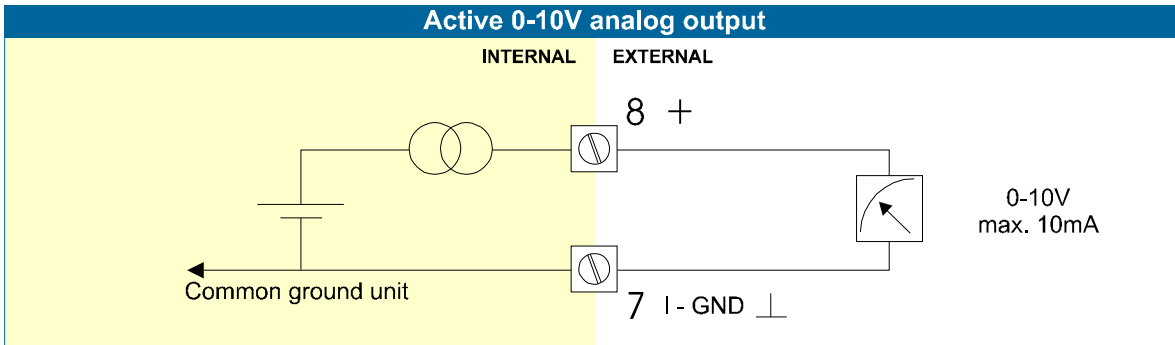 Active 0-10V analog output
INTERNAL EXTERNAL
8 +
0-10V
max. 10mA
Common ground unit
7 I - GND ⊥